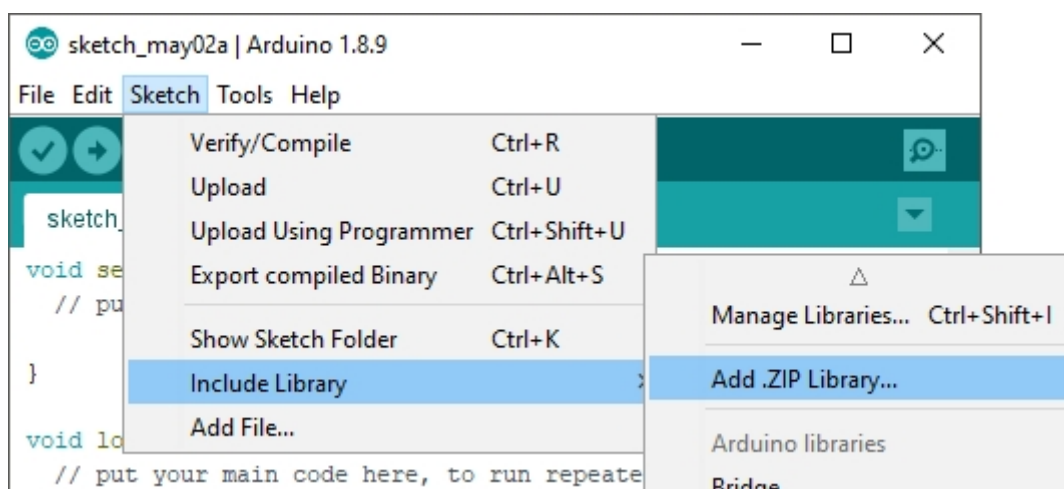 sketch_may02a | Arduino 1.8.9
File Edit Sketch Tools Help
Verify/Compile Ctrl+R
Upload Ctrl+U
sketch_
Upload Using Programmer Ctrl+Shift+U
void se
Export compiled Binary Ctrl+Alt+S
// pu
Manage Libraries... Ctrl+Shift+I
Show Sketch Folder Ctrl+K
}
Include Library
Add .ZIP Library...
Add File...
void lo
Arduino libraries
// put your main code here, to run repeate
Bridge